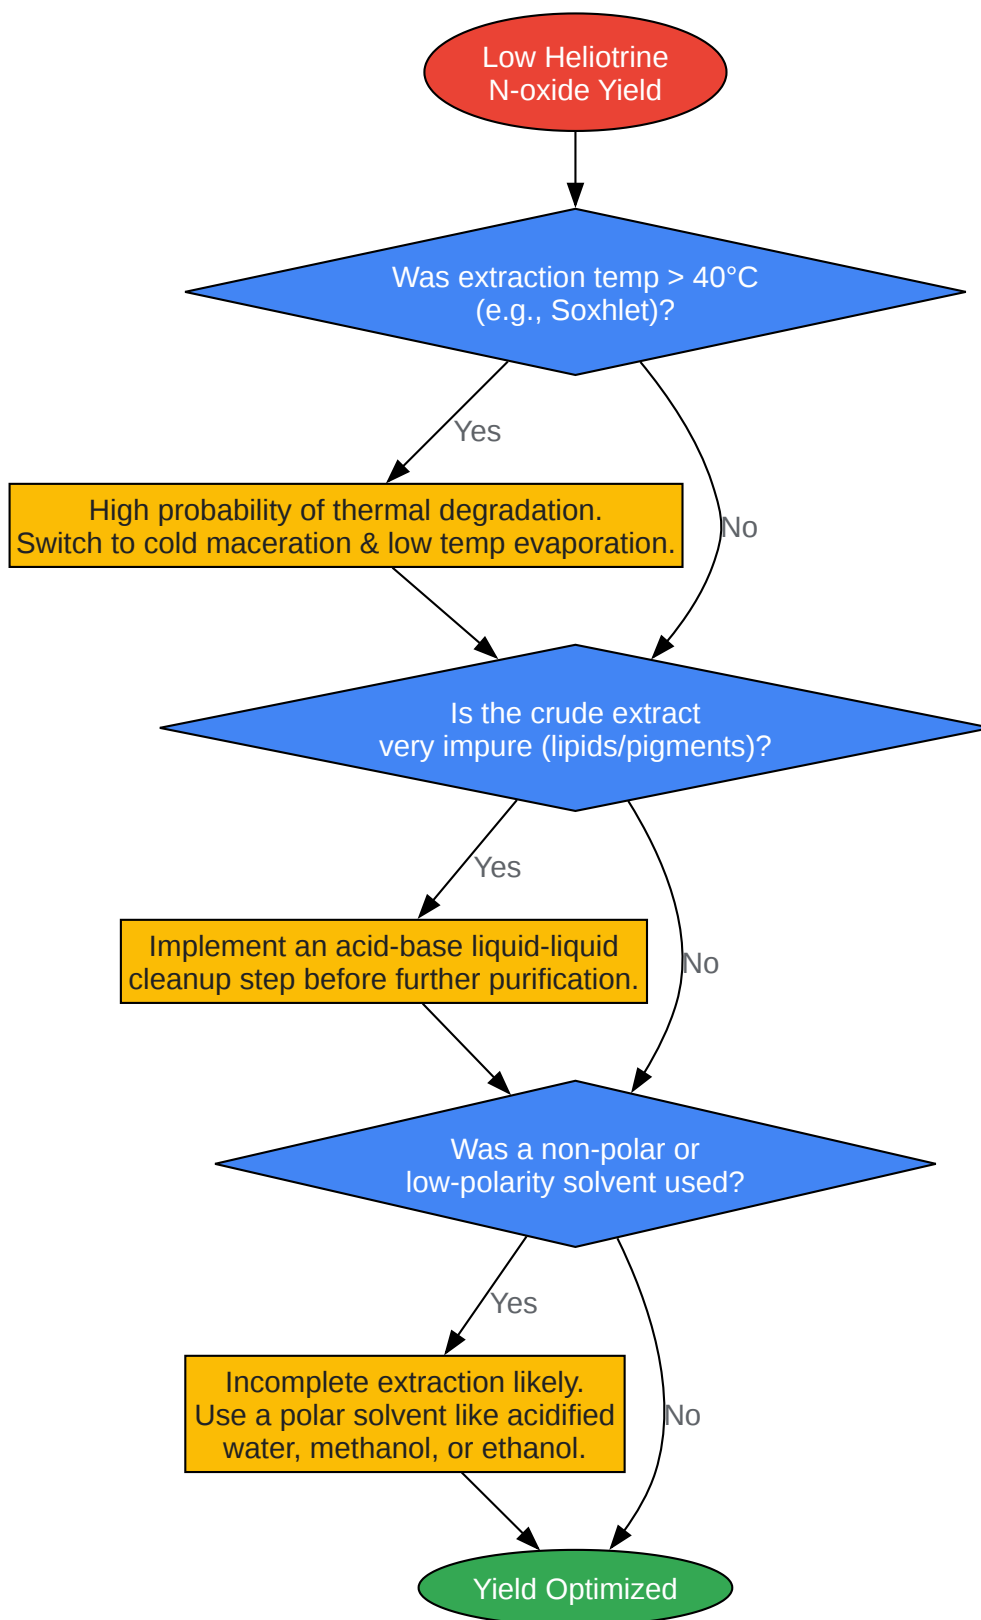 Low Heliotrine
N-oxide Yield
Was extraction temp > 40°C
(e.g., Soxhlet)?
Yes
High probability of thermal degradation.
Switch to cold maceration & low temp evaporation.
No
Is the crude extract
very impure (lipids/pigments)?
Yes
Implement an acid-base liquid-liquid
cleanup step before further purification.
No
Was a non-polar or
low-polarity solvent used?
Yes
Incomplete extraction likely.
Use a polar solvent like acidified
water, methanol, or ethanol.
No
Yield Optimized